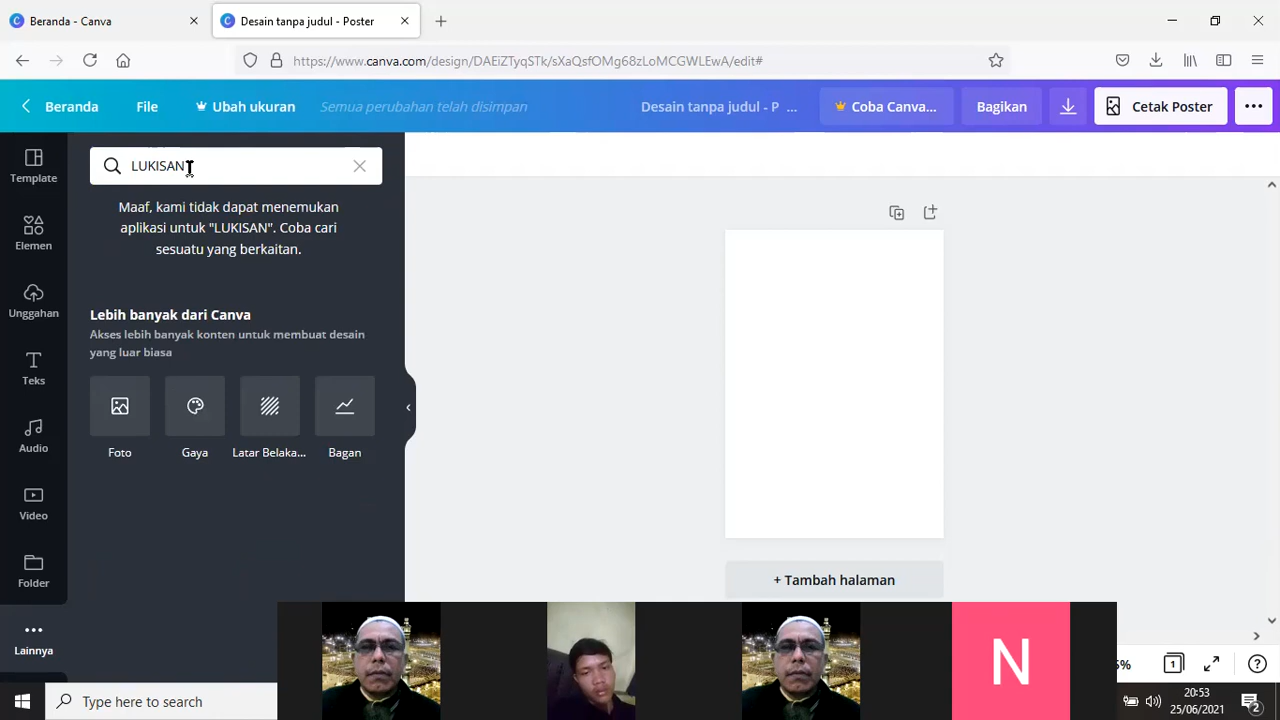 Beranda - Canva
Desain tanpa judul - Poster
https://www.canva.com/design/DAEiZTyqSTk/sXaQsfOMg68zLoMCGWLEwA/edit#
Beranda
File
Ubah ukuran
Semua perubahan telah disimpan
Desain tanpa judul - P ...
Coba Canva...
Bagikan
Cetak Poster
Template
Elemen
Unggahan
Teks
Audio
Video
Folder
Lainnya
LUKISAN
Maaf, kami tidak dapat menemukan
aplikasi untuk "LUKISAN". Coba cari
sesuatu yang berkaitan.
Lebih banyak dari Canva
Akses lebih banyak konten untuk membuat desain
yang luar biasa
Foto
Gaya
Latar Belaka...
Bagan
+ Tambah halaman
N
1
Type here to search
20:53
25/06/2021
2